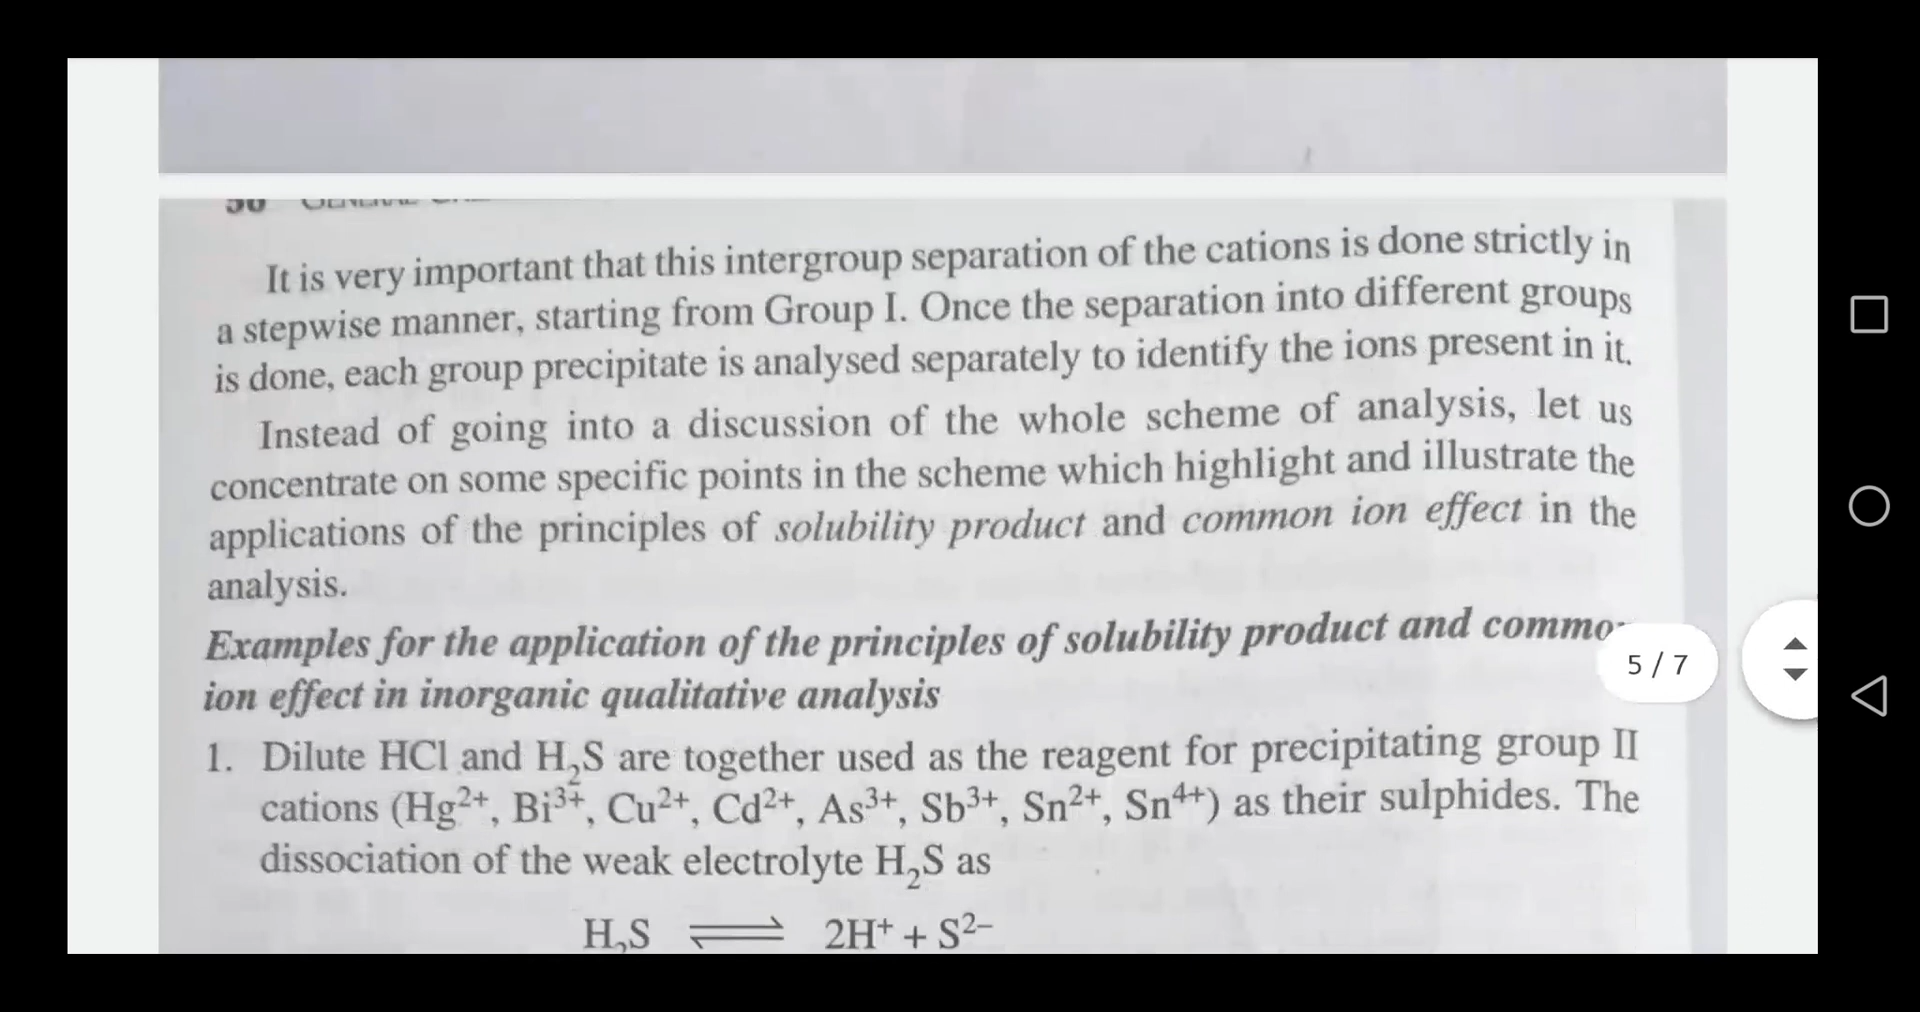 It is very important that this intergroup separation of the cations is done strictly in
a stepwise manner, starting from Group I. Once the separation into different groups
is done, each group precipitate is analysed separately to identify the ions present in it.
Instead of going into a discussion of the whole scheme of analysis, let us
concentrate on some specific points in the scheme which highlight and illustrate the
applications of the principles of solubility product and common ion effect in the
analysis.
Examples for the application of the principles of solubility product and commo
ion effect in inorganic qualitative analysis
5 / 7
1. Dilute HCl and H₂S are together used as the reagent for precipitating group II
cations (Hg²⁺, Bi³⁺, Cu²⁺, Cd²⁺, As³⁺, Sb³⁺, Sn²⁺, Sn⁴⁺) as their sulphides. The
dissociation of the weak electrolyte H₂S as
H₂S ⇌ 2H⁺ + S²⁻